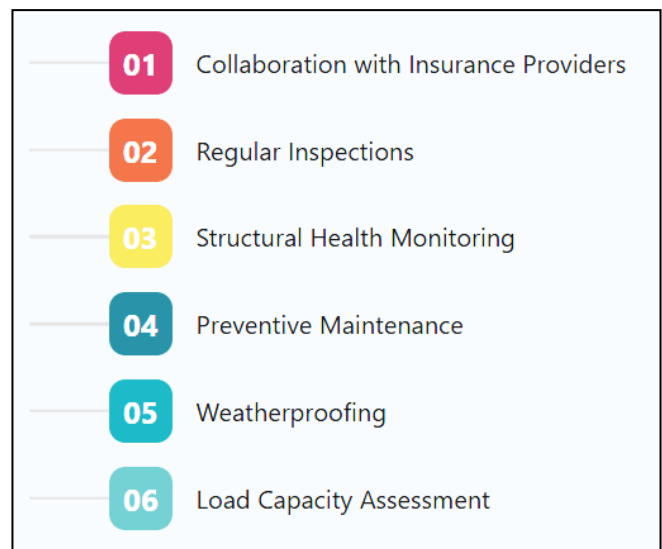 01 Collaboration with Insurance Providers
02 Regular Inspections
03 Structural Health Monitoring
04 Preventive Maintenance
05 Weatherproofing
06 Load Capacity Assessment